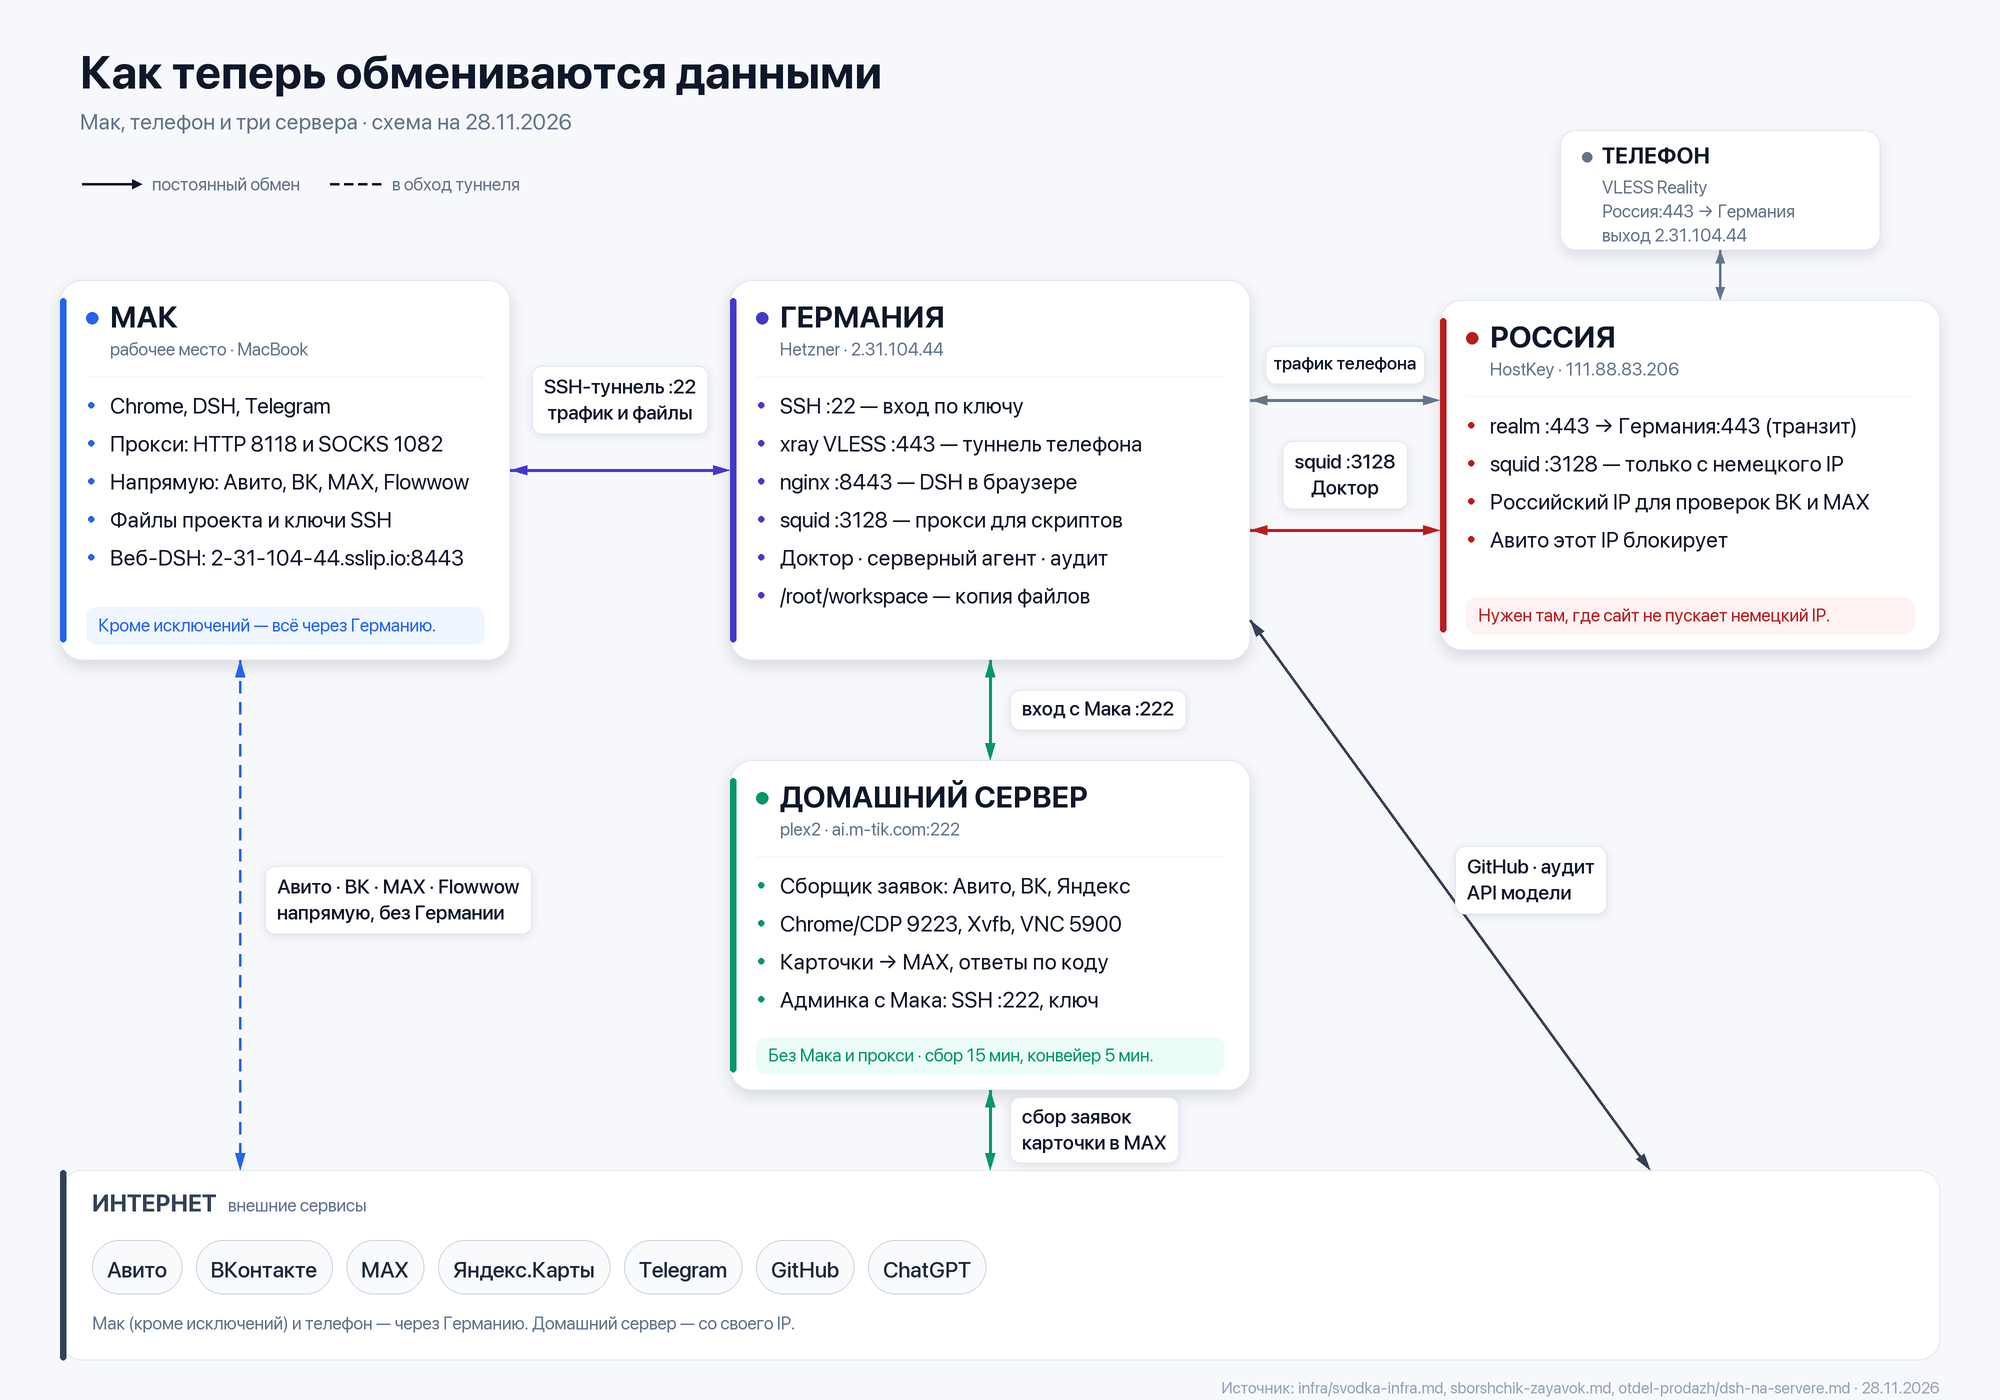 Как теперь обмениваются данными
Мак, телефон и три сервера · схема на 28.11.2026
постоянный обмен
в обход туннеля
ТЕЛЕФОН
VLESS Reality
Россия:443 → Германия
выход 2.31.104.44
МАК
рабочее место · MacBook
• Chrome, DSH, Telegram
• Прокси: HTTP 8118 и SOCKS 1082
• Напрямую: Авито, ВК, MAX, Flowwow
• Файлы проекта и ключи SSH
• Веб-DSH: 2-31-104-44.sslip.io:8443
Кроме исключений — всё через Германию.
SSH-туннель :22
трафик и файлы
ГЕРМАНИЯ
Hetzner · 2.31.104.44
• SSH :22 — вход по ключу
• xray VLESS :443 — туннель телефона
• nginx :8443 — DSH в браузере
• squid :3128 — прокси для скриптов
• Доктор · серверный агент · аудит
• /root/workspace — копия файлов
трафик телефона
squid :3128
Доктор
РОССИЯ
HostKey · 111.88.83.206
• realm :443 → Германия:443 (транзит)
• squid :3128 — только с немецкого IP
• Российский IP для проверок ВК и MAX
• Авито этот IP блокирует
Нужен там, где сайт не пускает немецкий IP.
вход с Мака :222
ДОМАШНИЙ СЕРВЕР
plex2 · ai.m-tik.com:222
• Сборщик заявок: Авито, ВК, Яндекс
• Chrome/CDP 9223, Xvfb, VNC 5900
• Карточки → MAX, ответы по коду
• Админка с Мака: SSH :222, ключ
Без Мака и прокси · сбор 15 мин, конвейер 5 мин.
Авито · ВК · MAX · Flowwow
напрямую, без Германии
GitHub · аудит
API модели
сбор заявок
карточки в MAX
ИНТЕРНЕТ внешние сервисы
Авито ВКонтакте MAX Яндекс.Карты Telegram GitHub ChatGPT
Мак (кроме исключений) и телефон — через Германию. Домашний сервер — со своего IP.
Источник: infra/svodka-infra.md, sborshchik-zayavok.md, otdel-prodazh/dsh-na-servere.md · 28.11.2026